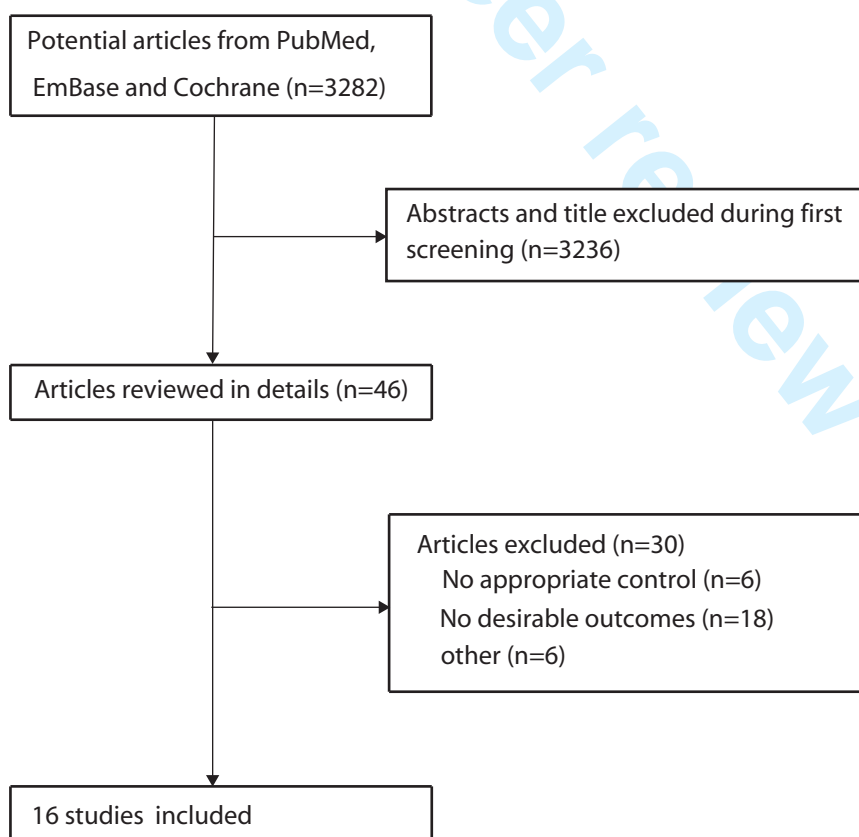 Potential articles from PubMed,
EmBase and Cochrane (n=3282)
Abstracts and title excluded during first
screening (n=3236)
Articles reviewed in details (n=46)
Articles excluded (n=30)
No appropriate control (n=6)
No desirable outcomes (n=18)
other (n=6)
16 studies included
review